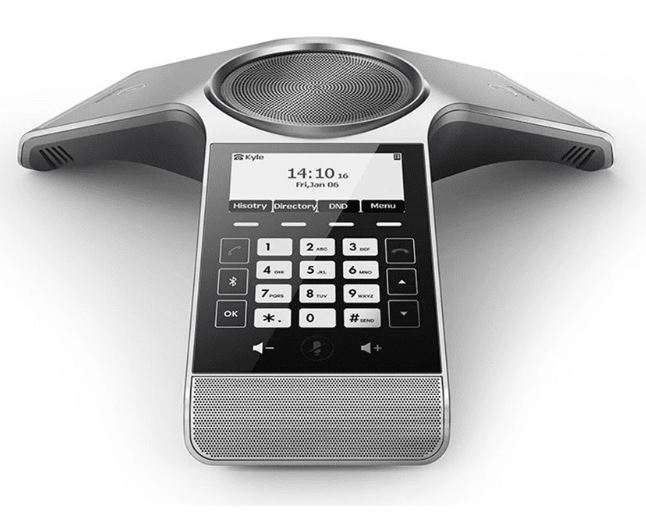 Kyle
14:10 16
Fri,Jan 06
Hisotry Directory DND Menu
1 2 ABC 3 DEF
4 GHI 5 JKL 6 MNO
7 PQRS 8 TUV 9 WXYZ
OK
*. 0 #SEND